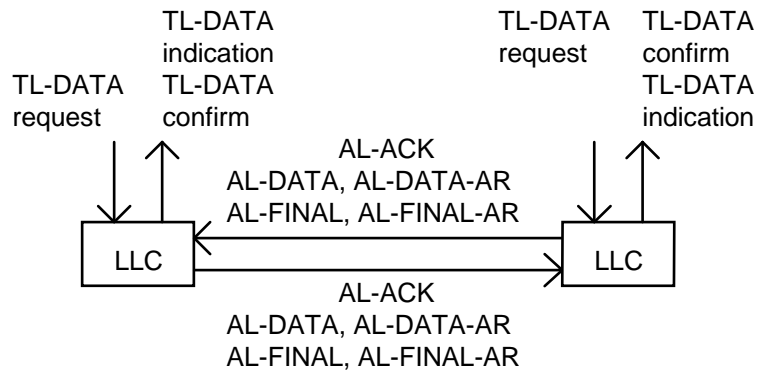 TL-DATA
indication
TL-DATA
request
TL-DATA
confirm
TL-DATA
request
TL-DATA
confirm
TL-DATA
indication
AL-ACK
AL-DATA, AL-DATA-AR
AL-FINAL, AL-FINAL-AR
LLC
LLC
AL-ACK
AL-DATA, AL-DATA-AR
AL-FINAL, AL-FINAL-AR